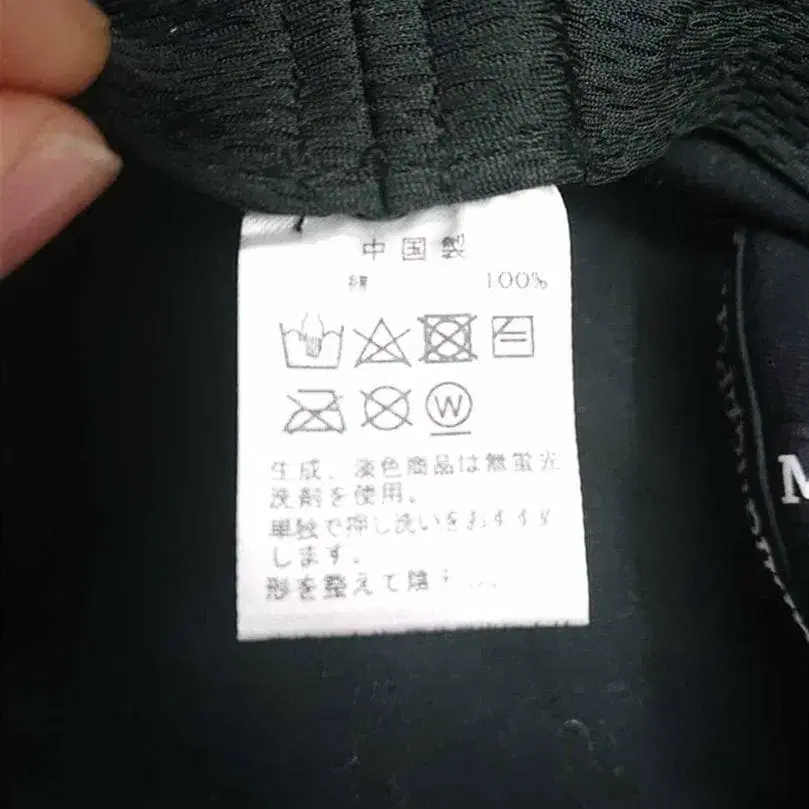 中国製
綿 100%
W
生成、淡色商品は無蛍光
洗剤を使用。
単独で押し洗いをおすすめ
します。
形を整えて陰
M